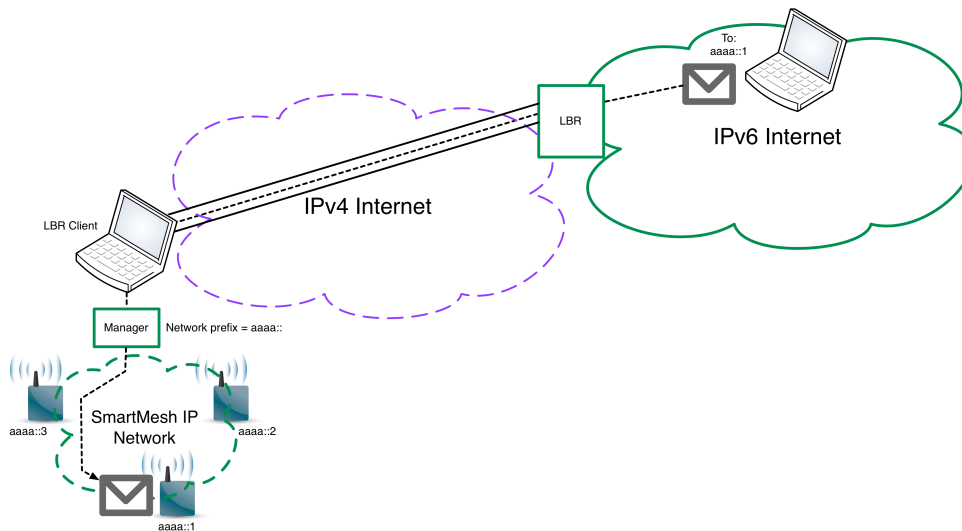 To:
aaaa::1
LBR
IPv6 Internet
IPv4 Internet
LBR Client
Manager
Network prefix = aaaa::
SmartMesh IP
Network
aaaa::3
aaaa::2
aaaa::1